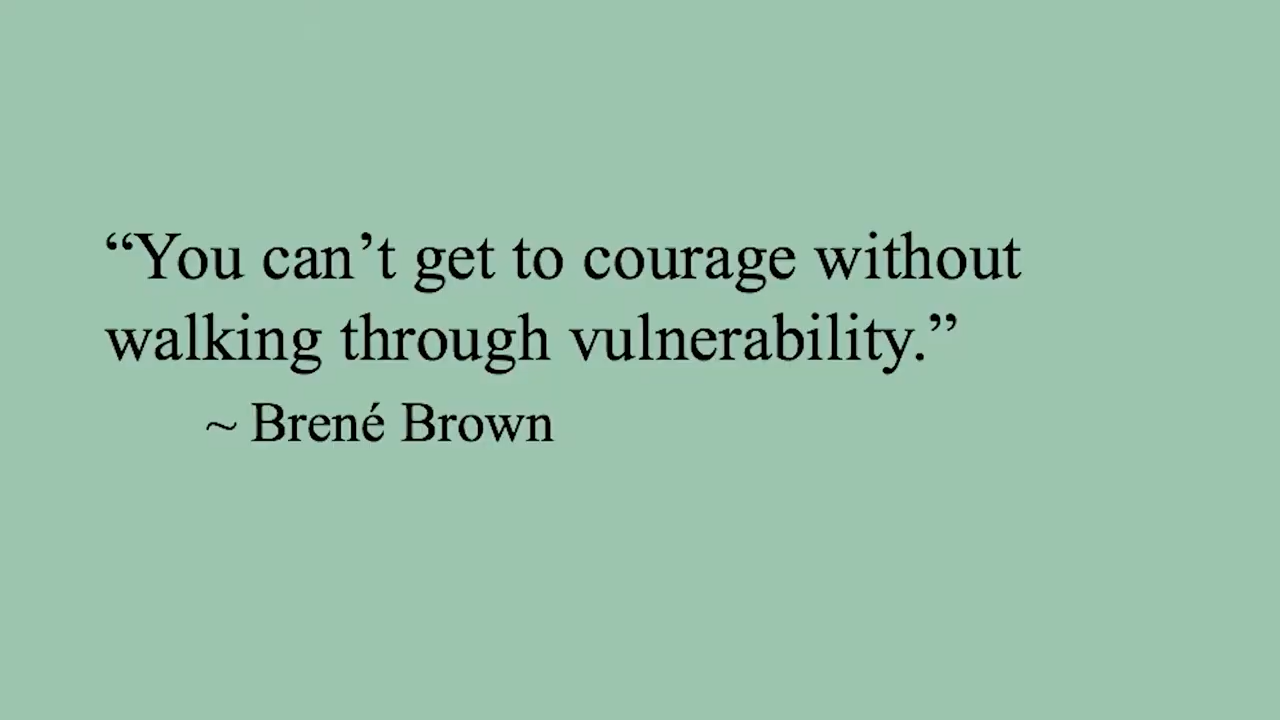 “You can’t get to courage without
walking through vulnerability.”
~ Brené Brown